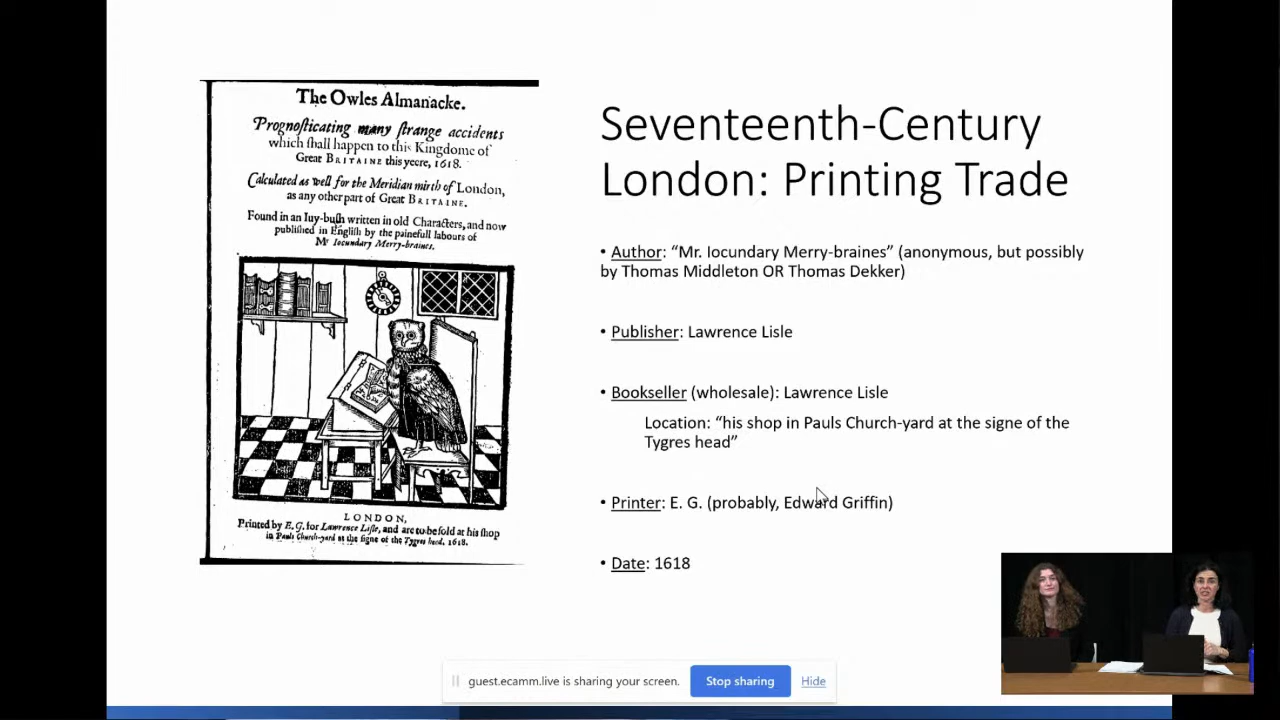 The Owles Almanacke.
Prognoſticating many ſtrange accidents
which ſhall happen to this Kingdome of
Great BRITAINE this yeere, 1618.
Calculated as well for the Meridian mirth of London,
as any other part of Great BRITAINE.
Found in an Iuy-buſh written in old Characters, and now
publiſhed in Engliſh by the painefull labours of
Mr Iocundary Merry-braines.
LONDON,
Printed by E. G. for Lawrence Liſle, and are to be ſold at his ſhop
in Pauls Church-yard at the ſigne of the Tygres head. 1618.
Seventeenth-Century
London: Printing Trade
• Author: “Mr. Iocundary Merry-braines” (anonymous, but possibly
by Thomas Middleton OR Thomas Dekker)
• Publisher: Lawrence Lisle
• Bookseller (wholesale): Lawrence Lisle
Location: “his shop in Pauls Church-yard at the signe of the
Tygres head”
• Printer: E. G. (probably, Edward Griffin)
• Date: 1618
guest.ecamm.live is sharing your screen.
Stop sharing
Hide